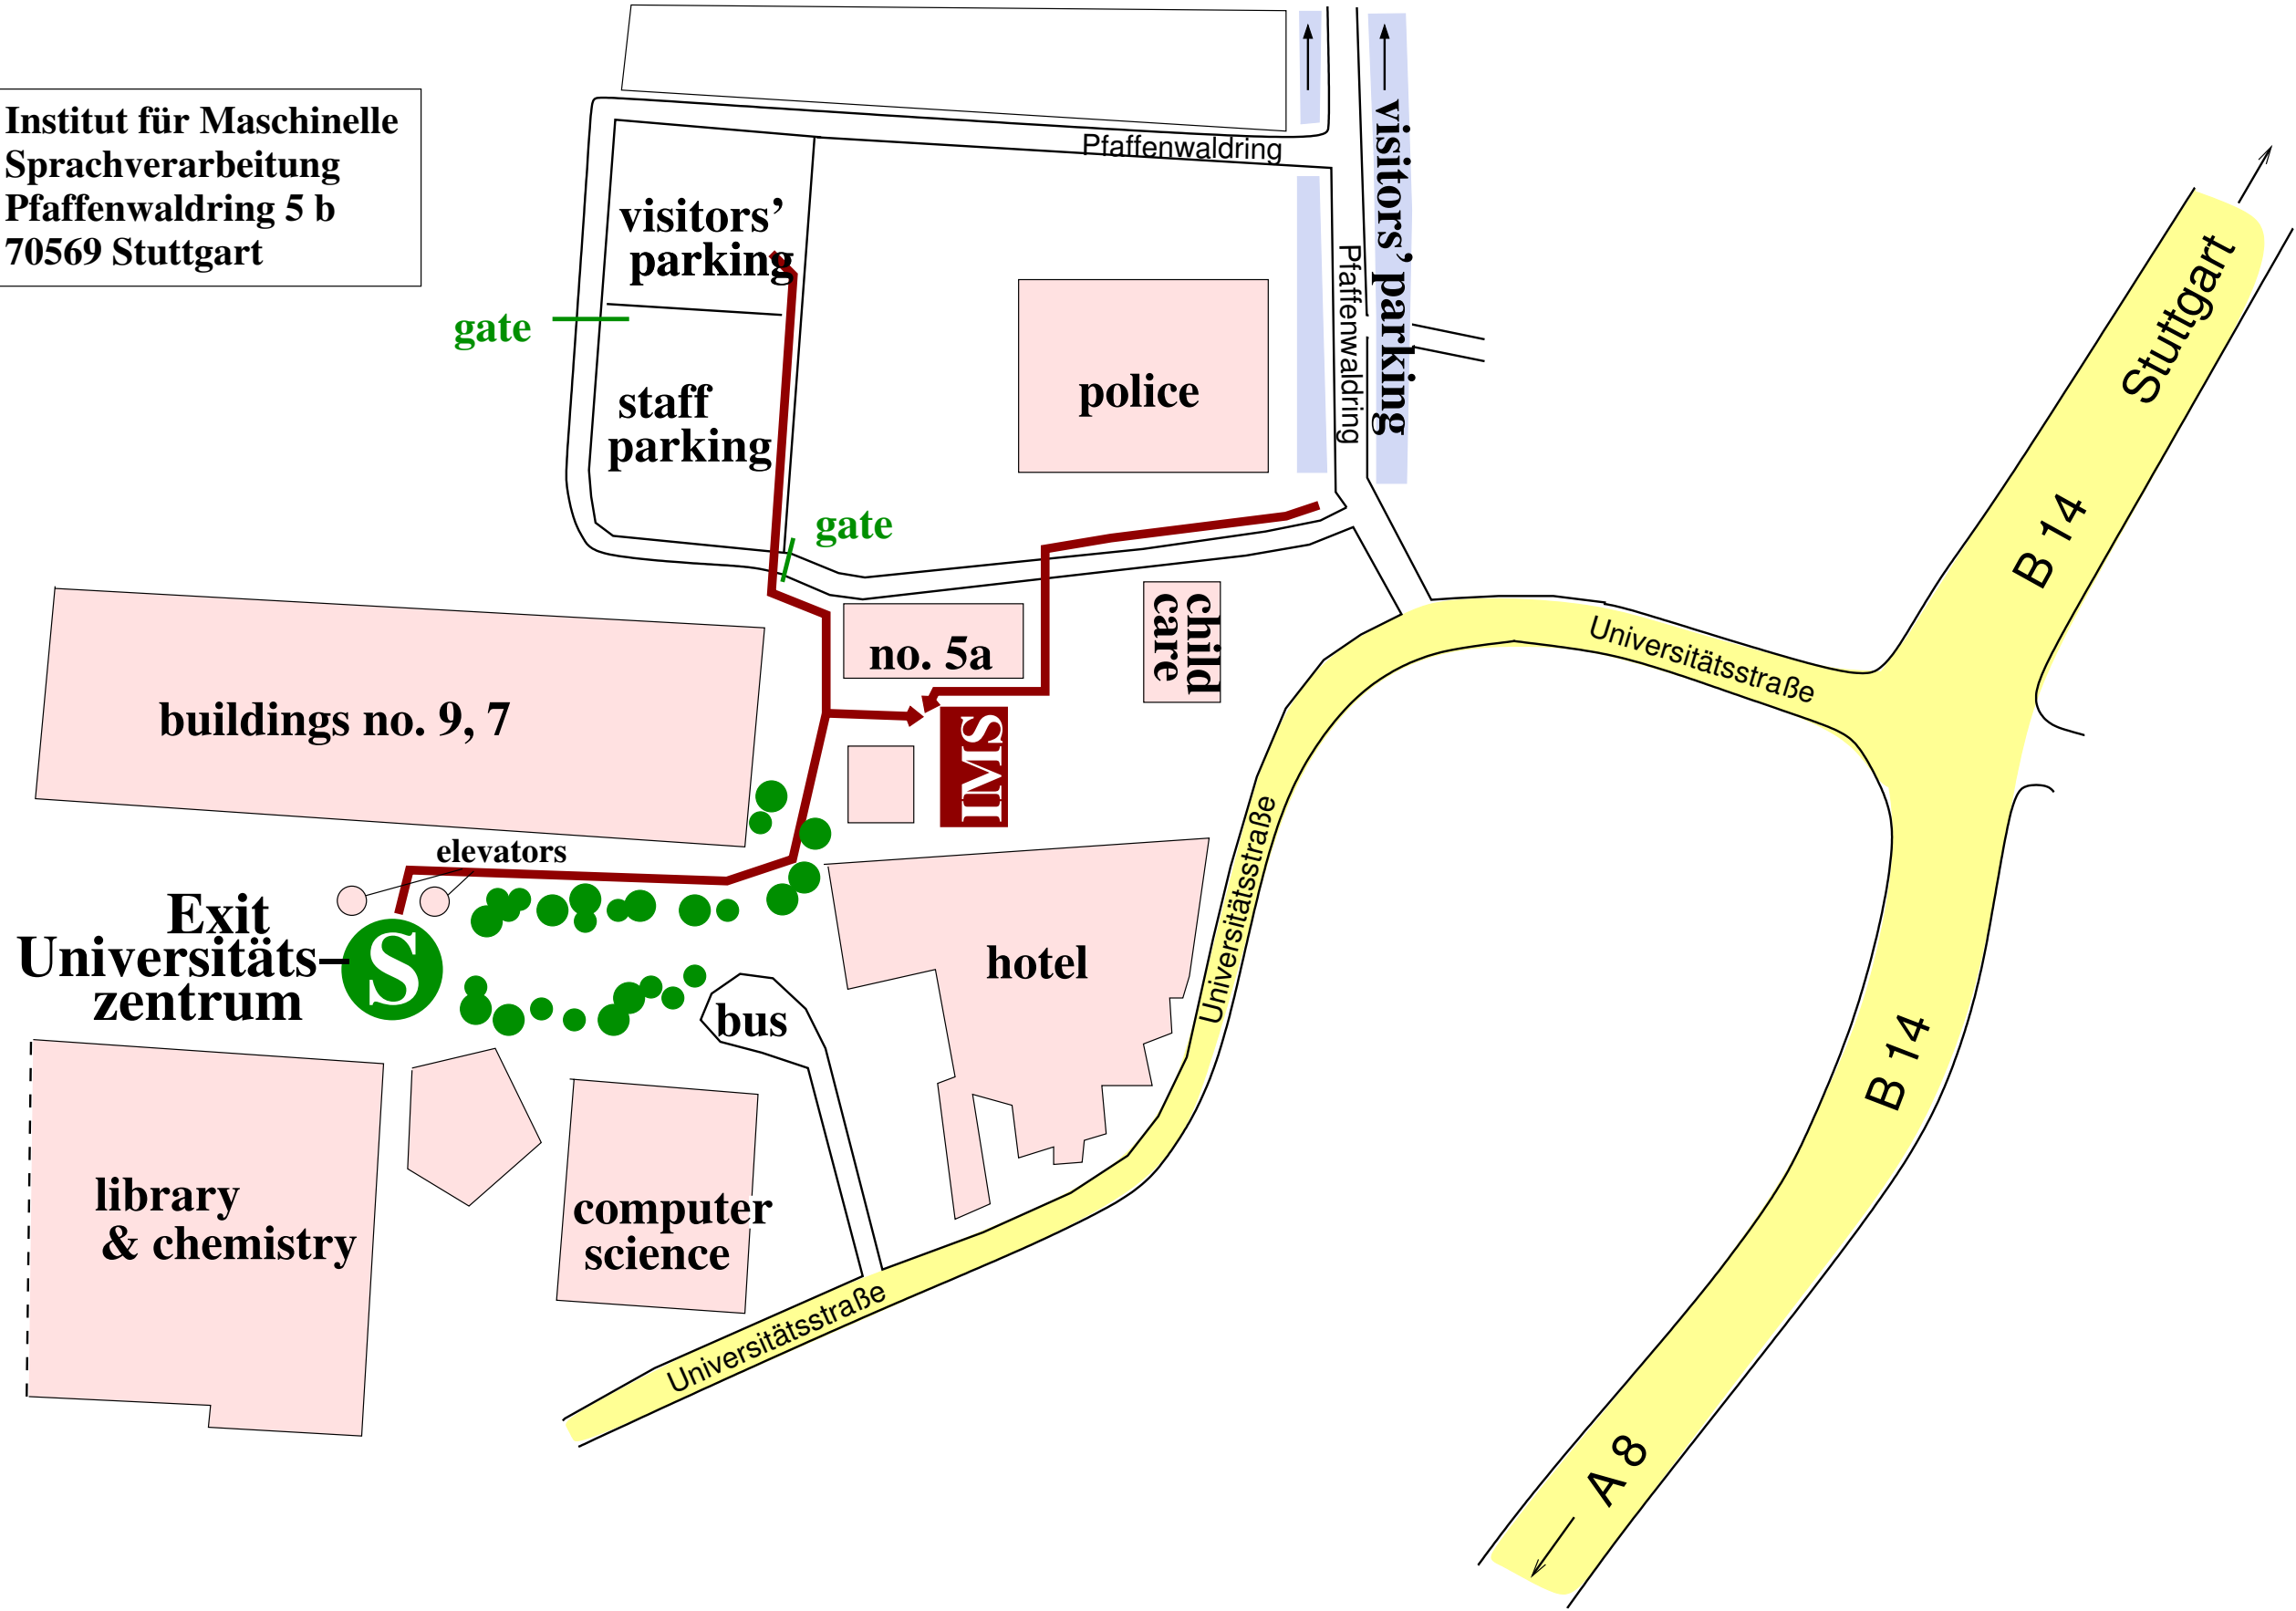 Institut für Maschinelle
Sprachverarbeitung
Pfaffenwaldring 5 b
70569 Stuttgart
Pfaffenwaldring
visitors' parking
visitors'
parking
Pfaffenwaldring
Stuttgart
gate
police
staff
parking
gate
B 14
child
care
no. 5a
Universitätsstraße
buildings no. 9, 7
IMS
elevators
Exit
Universitäts
zentrum
S
hotel
Universitätsstraße
bus
B 14
library
& chemistry
computer
science
Universitätsstraße
A 8